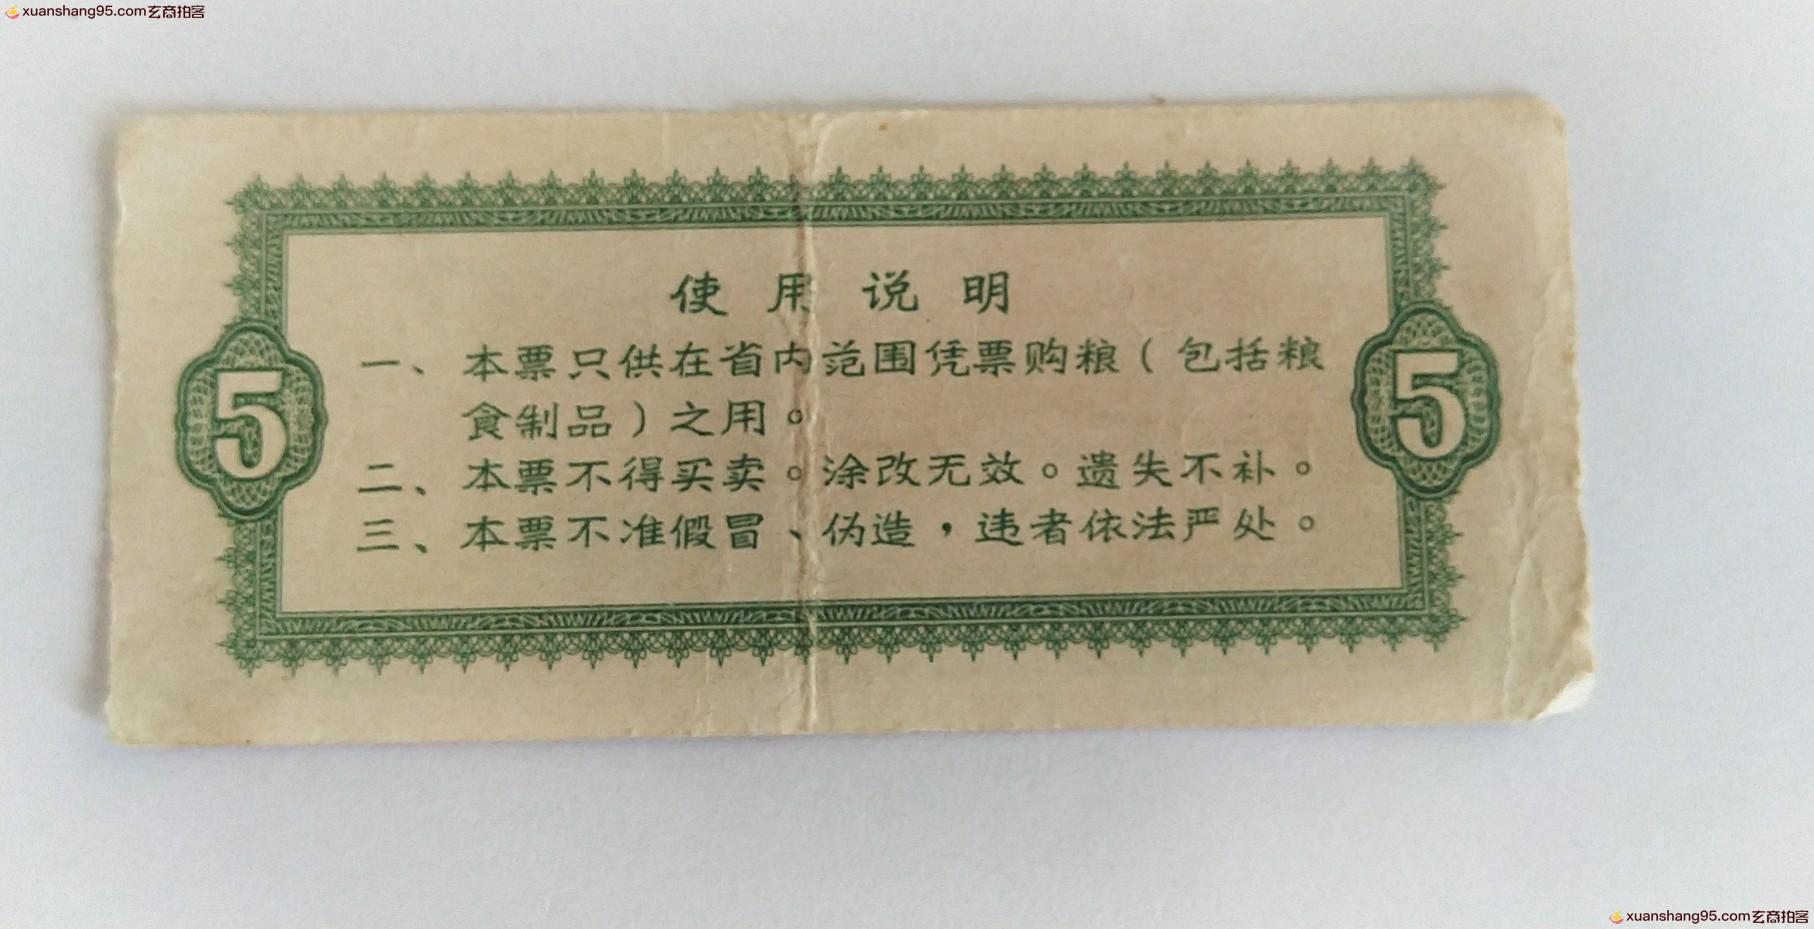 xuanshang95.com玄商拍客
使用说明
一、本票只供在省内范围凭票购粮(包括粮
食制品)之用。
二、本票不得买卖。涂改无效。遗失不补。
三、本票不准假冒、伪造,违者依法严处。
5
5
xuanshang95.com玄商拍客